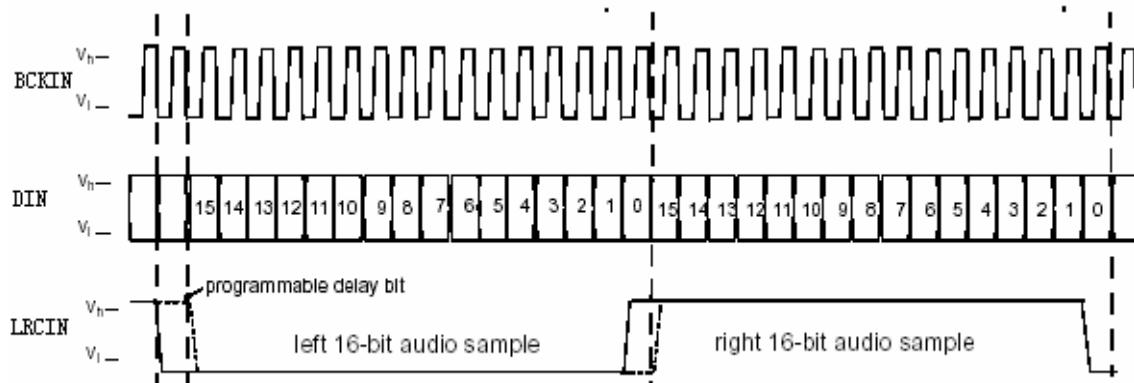 BCKIN
Vh
Vl
DIN
Vh
Vl
15 14 13 12 11 10 9 8 7 6 5 4 3 2 1 0 15 14 13 12 11 10 9 8 7 6 5 4 3 2 1 0
programmable delay bit
LRCIN
Vh
Vl
left 16-bit audio sample
right 16-bit audio sample